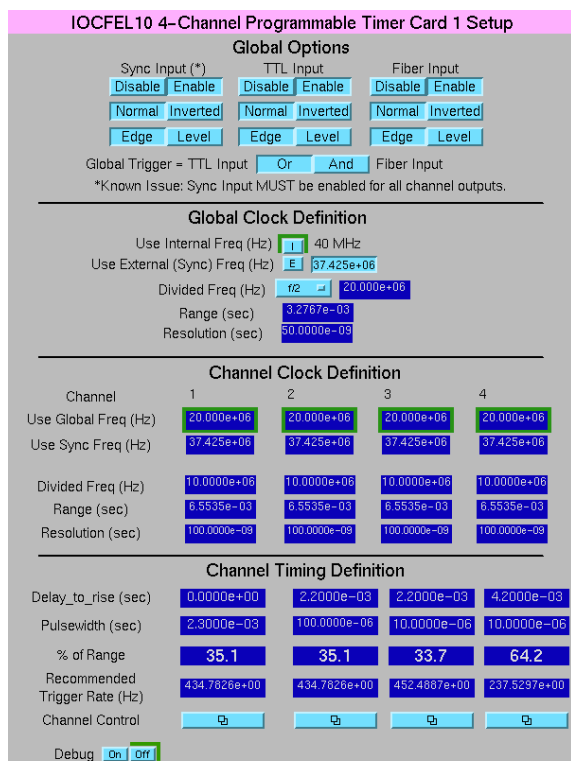 IOCFEL10 4-Channel Programmable Timer Card 1 Setup
Global Options
Sync Input (*) TTL Input Fiber Input
Disable Enable Disable Enable Disable Enable
Normal Inverted Normal Inverted Normal Inverted
Edge Level Edge Level Edge Level
Global Trigger = TTL Input Or And Fiber Input
*Known Issue: Sync Input MUST be enabled for all channel outputs.
Global Clock Definition
Use Internal Freq (Hz) I 40 MHz
Use External (Sync) Freq (Hz) E 37.425e+06
Divided Freq (Hz) f/2 20.000e+06
Range (sec) 3.2767e-03
Resolution (sec) 50.0000e-09
Channel Clock Definition
Channel 1 2 3 4
Use Global Freq (Hz) 20.000e+06 20.000e+06 20.000e+06 20.000e+06
Use Sync Freq (Hz) 37.425e+06 37.425e+06 37.425e+06 37.425e+06
Divided Freq (Hz) 10.0000e+06 10.0000e+06 10.0000e+06 10.0000e+06
Range (sec) 6.5535e-03 6.5535e-03 6.5535e-03 6.5535e-03
Resolution (sec) 100.0000e-09 100.0000e-09 100.0000e-09 100.0000e-09
Channel Timing Definition
Delay_to_rise (sec) 0.0000e+00 2.2000e-03 2.2000e-03 4.2000e-03
Pulsewidth (sec) 2.3000e-03 100.0000e-06 10.0000e-06 10.0000e-06
% of Range 35.1 35.1 33.7 64.2
Recommended
Trigger Rate (Hz) 434.7826e+00 434.7826e+00 452.4887e+00 237.5297e+00
Channel Control
Debug On Off